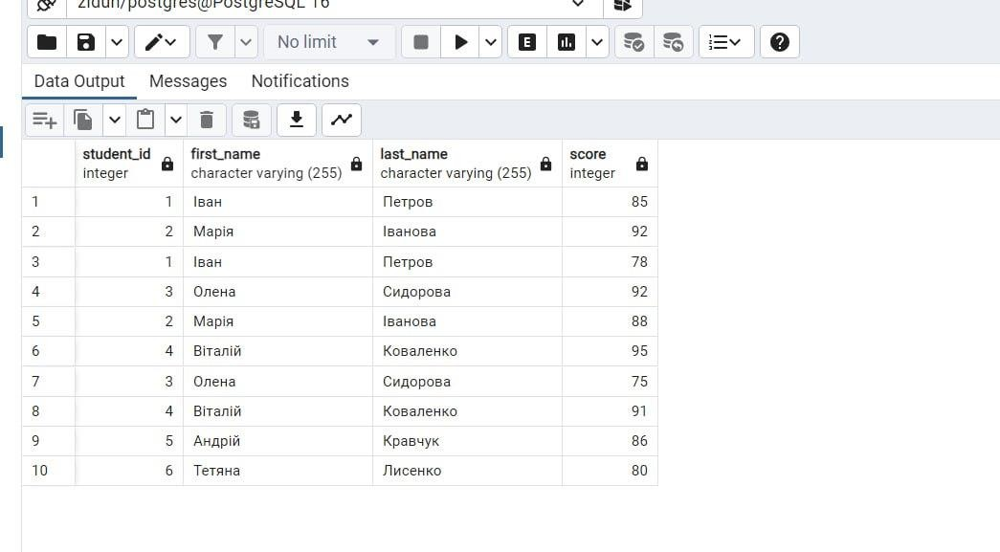 zidun/postgres@PostgreSQL 16
No limit
E
Data Output Messages Notifications
student_id first_name last_name score
integer character varying (255) character varying (255) integer
1 1 Іван Петров 85
2 2 Марія Іванова 92
3 1 Іван Петров 78
4 3 Олена Сидорова 92
5 2 Марія Іванова 88
6 4 Віталій Коваленко 95
7 3 Олена Сидорова 75
8 4 Віталій Коваленко 91
9 5 Андрій Кравчук 86
10 6 Тетяна Лисенко 80